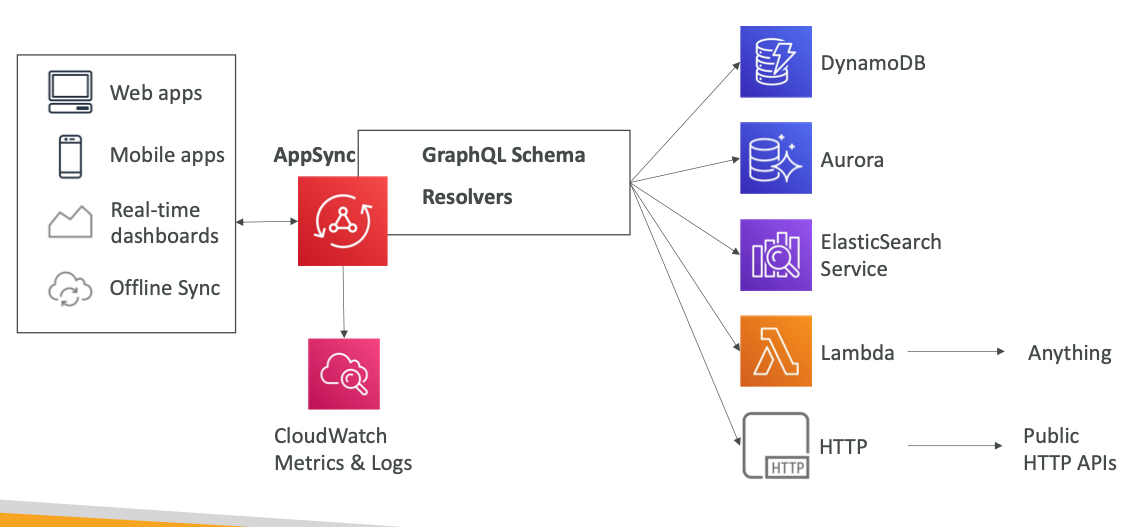 Web apps
Mobile apps
Real-time
dashboards
Offline Sync
AppSync
GraphQL Schema
Resolvers
CloudWatch
Metrics & Logs
DynamoDB
Aurora
ElasticSearch
Service
Lambda
Anything
HTTP
HTTP
Public
HTTP APIs